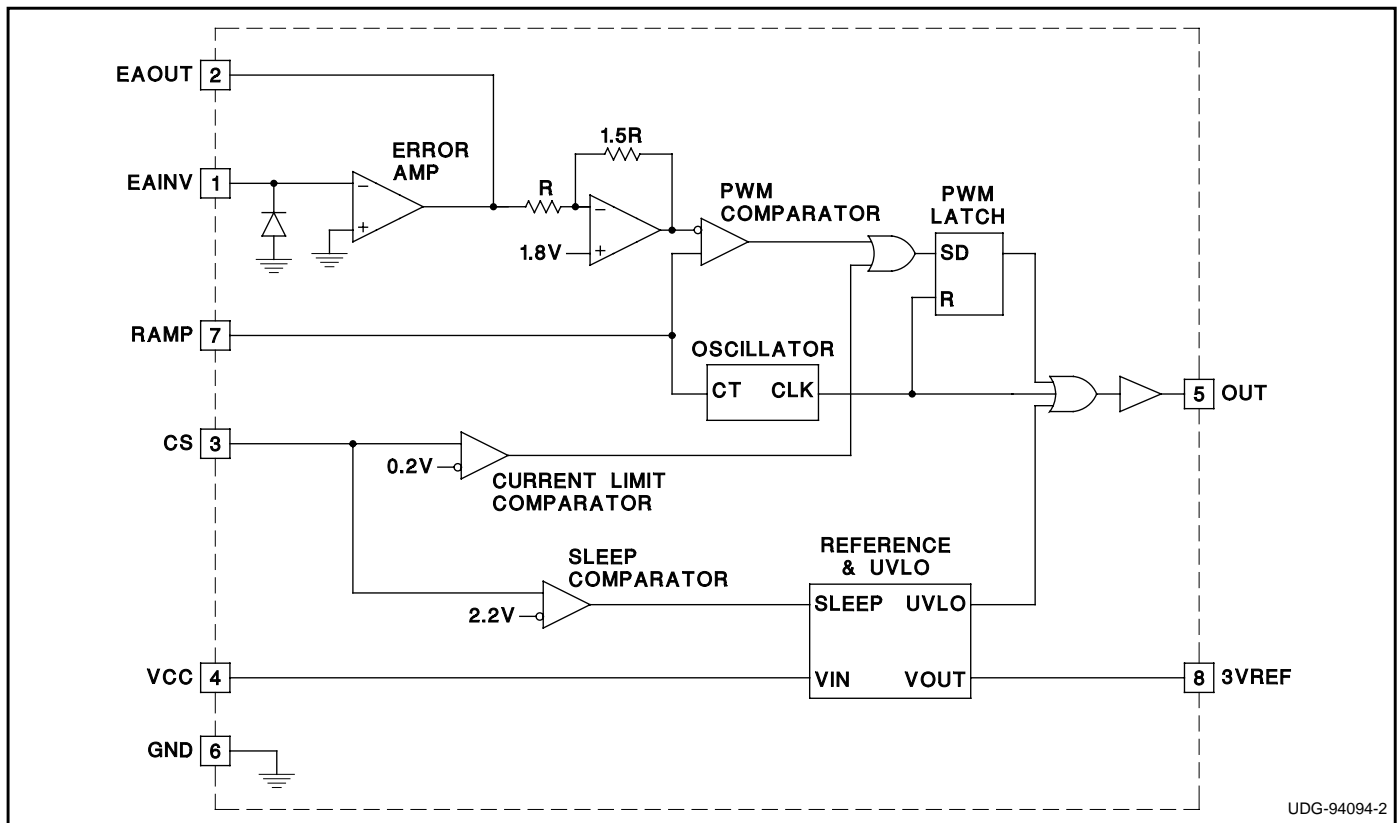 EAOUT 2
EAINV 1
ERROR
AMP
−
+
R
1.5R
−
+
1.8V
PWM
COMPARATOR
PWM
LATCH
SD
R
RAMP 7
OSCILLATOR
CT CLK
5 OUT
CS 3
0.2V
CURRENT LIMIT
COMPARATOR
SLEEP
COMPARATOR
2.2V
REFERENCE
& UVLO
SLEEP UVLO
VIN VOUT
VCC 4
8 3VREF
GND 6
UDG-94094-2